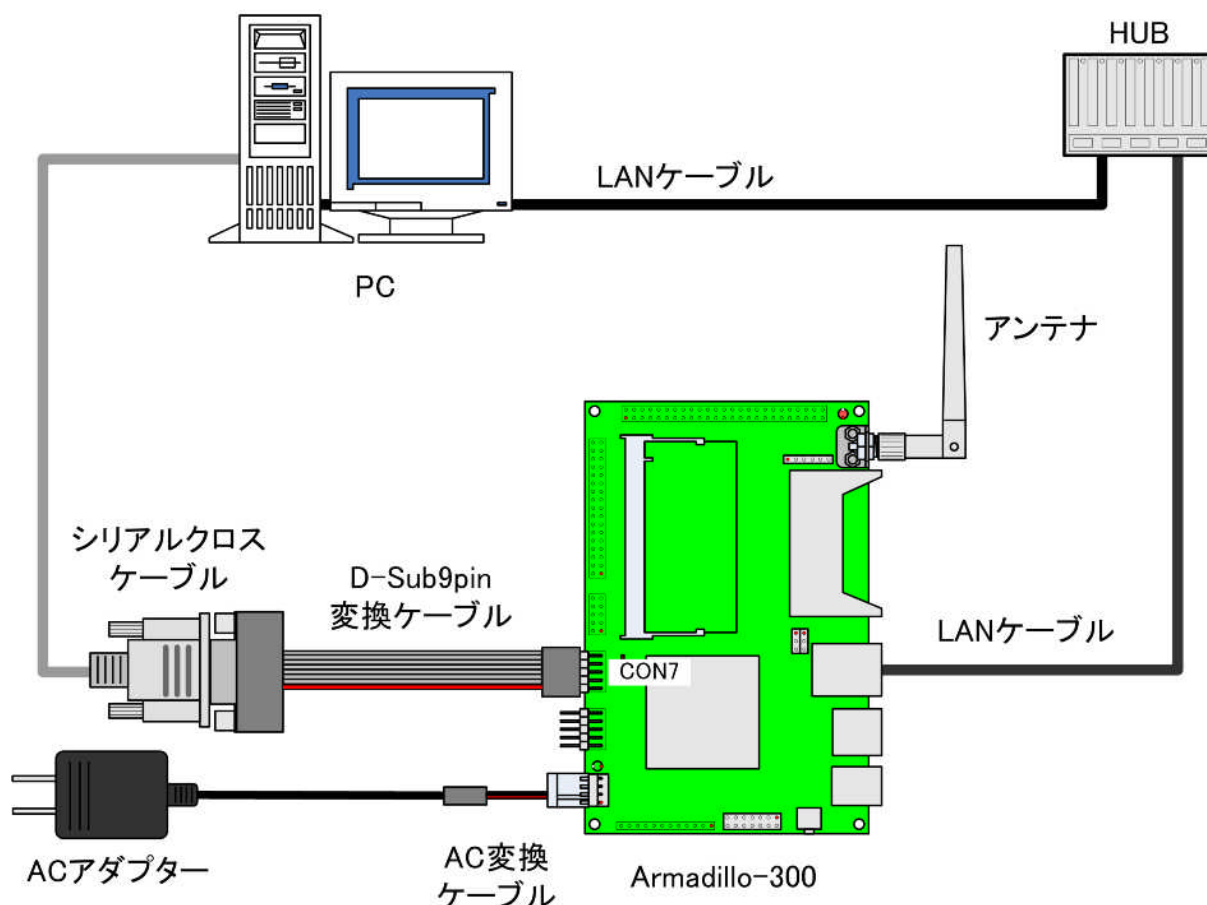 HUB
LANケーブル
PC
アンテナ
シリアルクロス
ケーブル
D-Sub9pin
変換ケーブル
LANケーブル
CON7
ACアダプター
AC変換
ケーブル
Armadillo-300